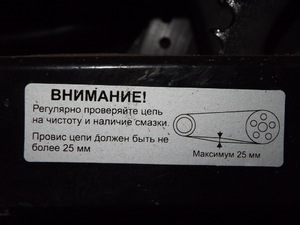 ВНИМАНИЕ!
Регулярно проверяйте цепь
на чистоту и наличие смазки.
Провис цепи должен быть не
более 25 мм
Максимум 25 мм